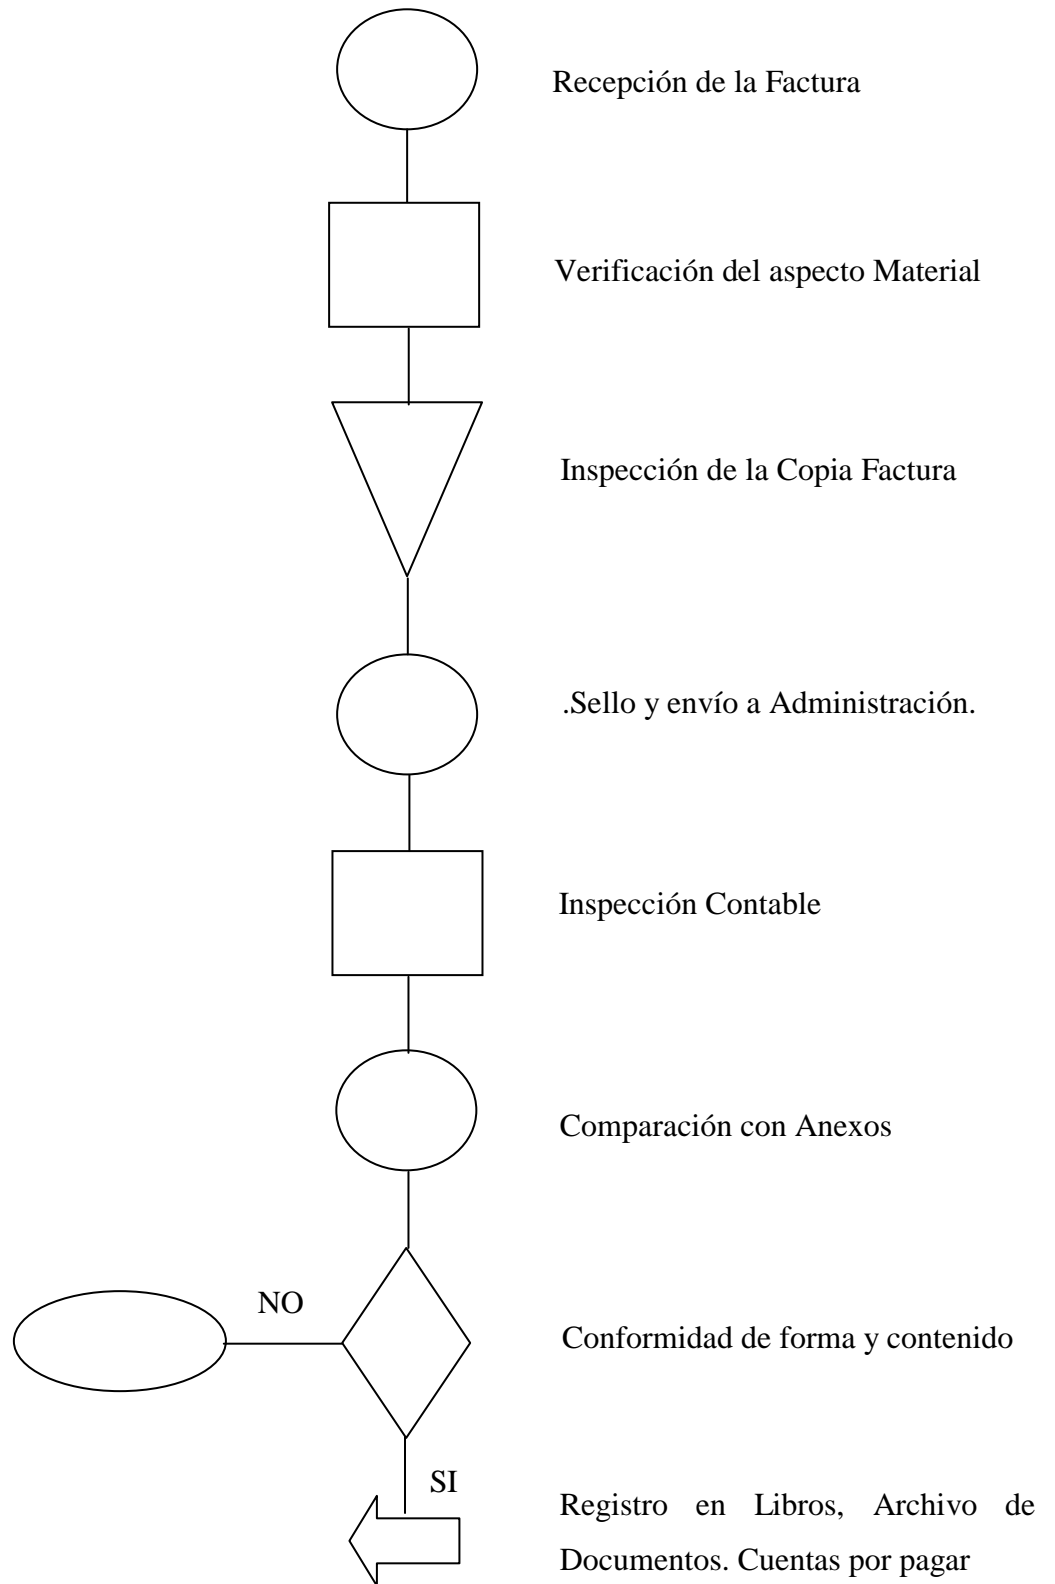 Recepción de la Factura
Verificación del aspecto Material
Inspección de la Copia Factura
.Sello y envío a Administración.
Inspección Contable
Comparación con Anexos
NO
Conformidad de forma y contenido
SI
Registro en Libros, Archivo de
Documentos. Cuentas por pagar